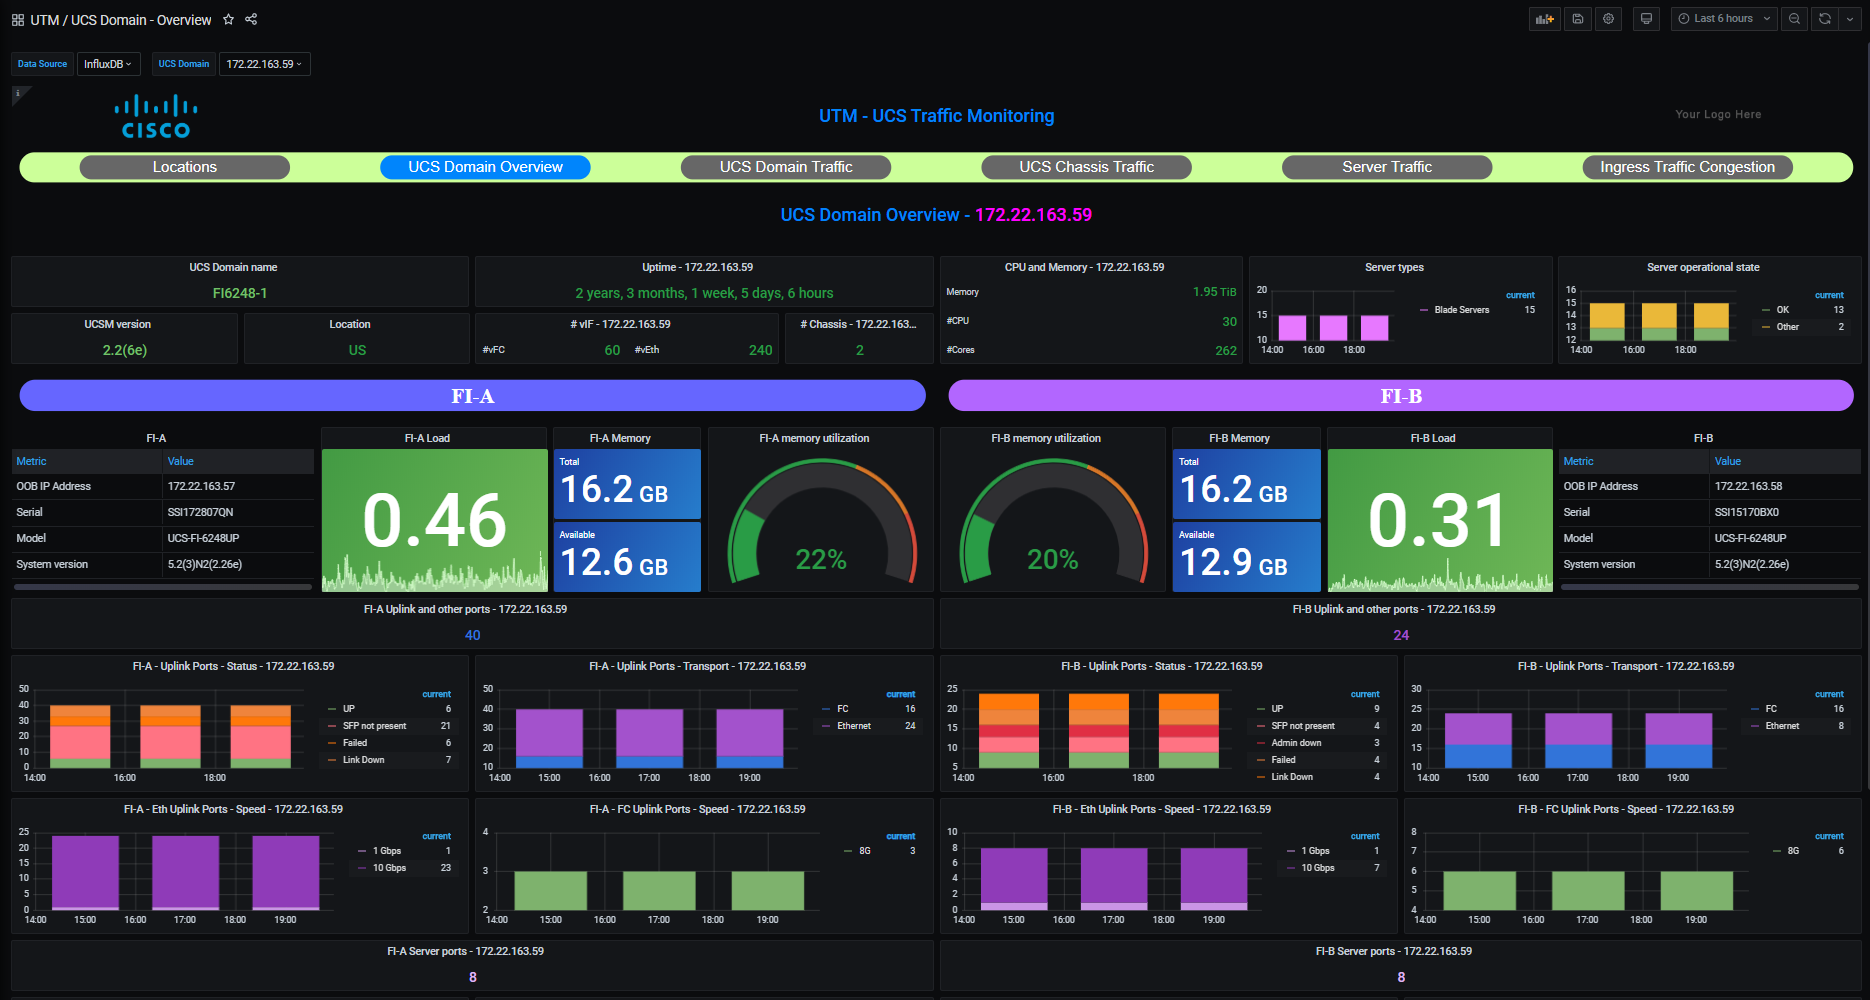 UTM / UCS Domain - Overview
Last 6 hours
Data Source InfluxDB UCS Domain 172.22.163.59
i
CISCO
UTM - UCS Traffic Monitoring
Your Logo Here
Locations UCS Domain Overview UCS Domain Traffic UCS Chassis Traffic Server Traffic Ingress Traffic Congestion
UCS Domain Overview - 172.22.163.59
UCS Domain name
FI6248-1
Uptime - 172.22.163.59
2 years, 3 months, 1 week, 5 days, 6 hours
UCSM version
2.2(6e)
Location
US
# vIF - 172.22.163.59
#vFC 60 #vEth 240
# Chassis - 172.22.163...
2
CPU and Memory - 172.22.163.59
Memory 1.95 TiB
#CPU 30
#Cores 262
Server types
20
15
10
14:00 16:00 18:00
current
Blade Servers 15
Server operational state
16
15
14
13
12
14:00 16:00 18:00
current
OK 13
Other 2
FI-A
FI-B
FI-A
Metric Value
OOB IP Address 172.22.163.57
Serial SSI172807QN
Model UCS-FI-6248UP
System version 5.2(3)N2(2.26e)
FI-A Load
0.46
FI-A Memory
Total
16.2 GB
Available
12.6 GB
FI-A memory utilization
22%
FI-B memory utilization
20%
FI-B Memory
Total
16.2 GB
Available
12.9 GB
FI-B Load
0.31
FI-B
Metric Value
OOB IP Address 172.22.163.58
Serial SSI15170BX0
Model UCS-FI-6248UP
System version 5.2(3)N2(2.26e)
FI-A Uplink and other ports - 172.22.163.59
40
FI-B Uplink and other ports - 172.22.163.59
24
FI-A - Uplink Ports - Status - 172.22.163.59
50
40
30
20
10
0
14:00 16:00 18:00
current
UP 6
SFP not present 21
Failed 6
Link Down 7
FI-A - Uplink Ports - Transport - 172.22.163.59
50
40
30
20
10
14:00 15:00 16:00 17:00 18:00 19:00
current
FC 16
Ethernet 24
FI-B - Uplink Ports - Status - 172.22.163.59
25
20
15
10
5
14:00 16:00 18:00
current
UP 9
SFP not present 4
Admin down 3
Failed 4
Link Down 4
FI-B - Uplink Ports - Transport - 172.22.163.59
30
25
20
15
10
14:00 15:00 16:00 17:00 18:00 19:00
current
FC 16
Ethernet 8
FI-A - Eth Uplink Ports - Speed - 172.22.163.59
25
20
15
10
5
0
14:00 15:00 16:00 17:00 18:00 19:00
current
1 Gbps 1
10 Gbps 23
FI-A - FC Uplink Ports - Speed - 172.22.163.59
4
3
2
14:00 15:00 16:00 17:00 18:00 19:00
current
8G 3
FI-B - Eth Uplink Ports - Speed - 172.22.163.59
10
8
6
4
2
0
14:00 15:00 16:00 17:00 18:00 19:00
current
1 Gbps 1
10 Gbps 7
FI-B - FC Uplink Ports - Speed - 172.22.163.59
8
7
6
5
4
14:00 15:00 16:00 17:00 18:00 19:00
current
8G 6
FI-A Server ports - 172.22.163.59
8
FI-B Server ports - 172.22.163.59
8